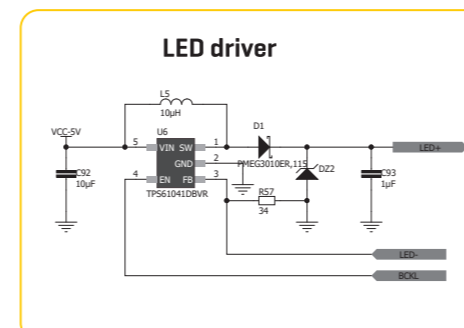 LED driver
L5
10µH
VCC-5V
U6
D1
5 VIN SW 1
GND 2
PMEG3010ER,115
LED+
C92
10µF
4 EN FB 3
TPS61041DBVR
DZ2
C93
1µF
R57
34
LED-
BCKL